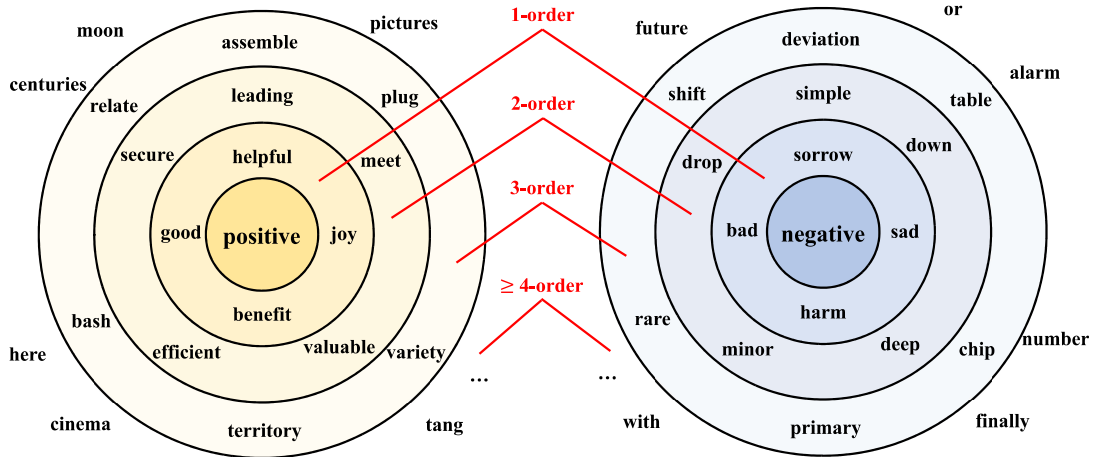 moon
pictures
centuries
assemble
relate
leading
plug
secure
helpful
meet
good
positive
joy
benefit
bash
efficient
valuable
variety
here
cinema
territory
tang
1-order
2-order
3-order
≥ 4-order
...
...
future
or
deviation
alarm
shift
simple
table
drop
sorrow
down
bad
negative
sad
harm
rare
minor
deep
chip
number
with
primary
finally